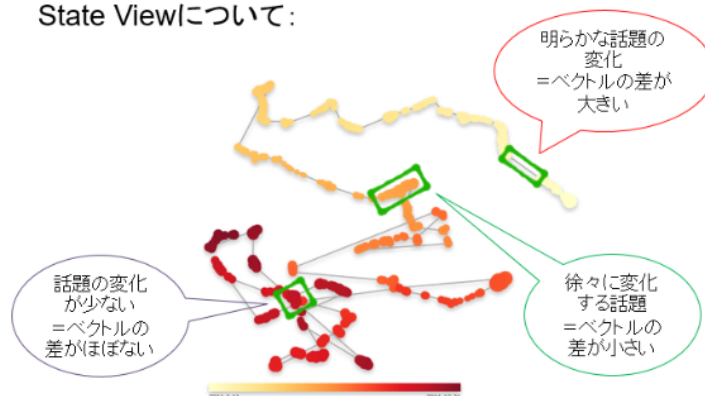 State Viewについて:
明らかな話題の
変化
=ベクトルの差が
大きい
話題の変化
が少ない
=ベクトルの
差がほぼない
徐々に変化
する話題
=ベクトルの
差が小さい